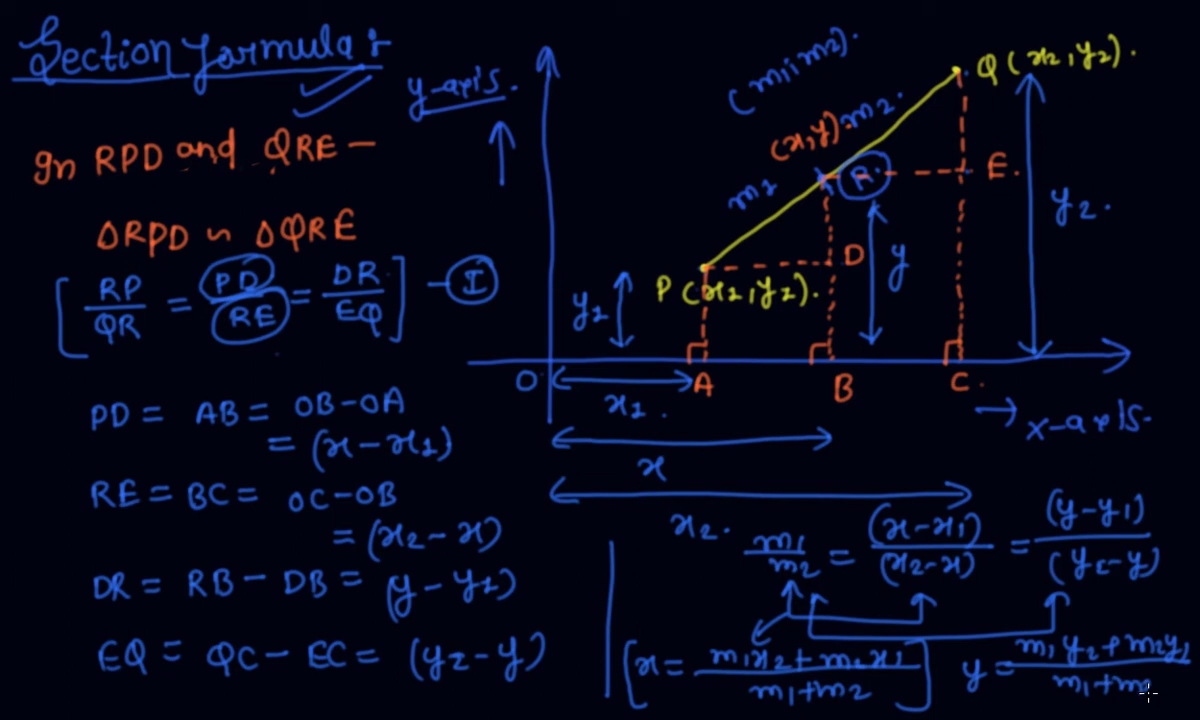 Section formula :
In RPD and QRE -
ΔRPD ~ ΔQRE
[ RP/QR = PD/RE = DR/EQ ] - I
PD = AB = OB - OA
= (x - x1)
RE = BC = OC - OB
= (x2 - x)
DR = RB - DB = (y - y1)
EQ = QC - EC = (y2 - y)
y-axis.
(m1:m2).
Q (x2, y2).
m2.
(x, y).
m1
R.
E.
D
P (x1, y1).
y1
y
y2.
O
A
B
C.
x-axis.
x1.
x
x2.
m1/m2 = (x - x1)/(x2 - x) = (y - y1)/(y2 - y)
[x = m1x2 + m2x1 / m1 + m2]
y = m1y2 + m2y1 / m1 + m